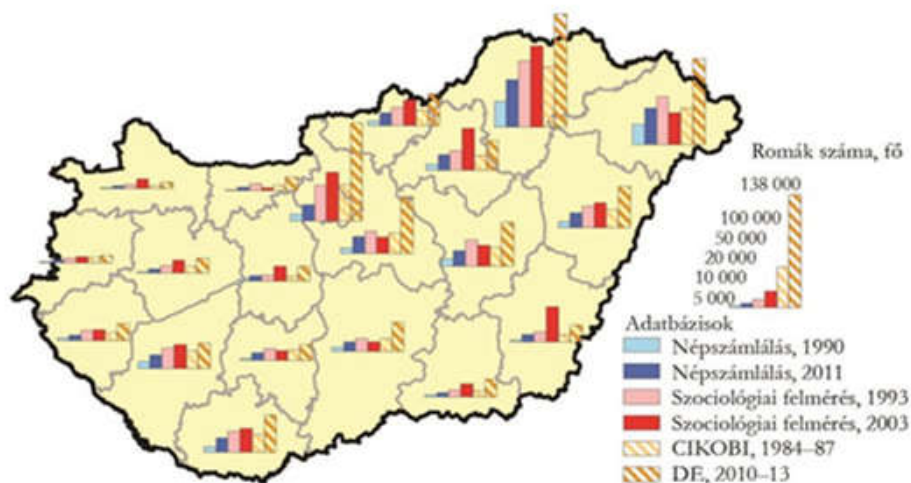 Romák száma, fő
138 000
100 000
50 000
20 000
10 000
5 000
Adatbázisok
Népszámlálás, 1990
Népszámlálás, 2011
Szociológiai felmérés, 1993
Szociológiai felmérés, 2003
CIKOBI, 1984–87
DE, 2010–13